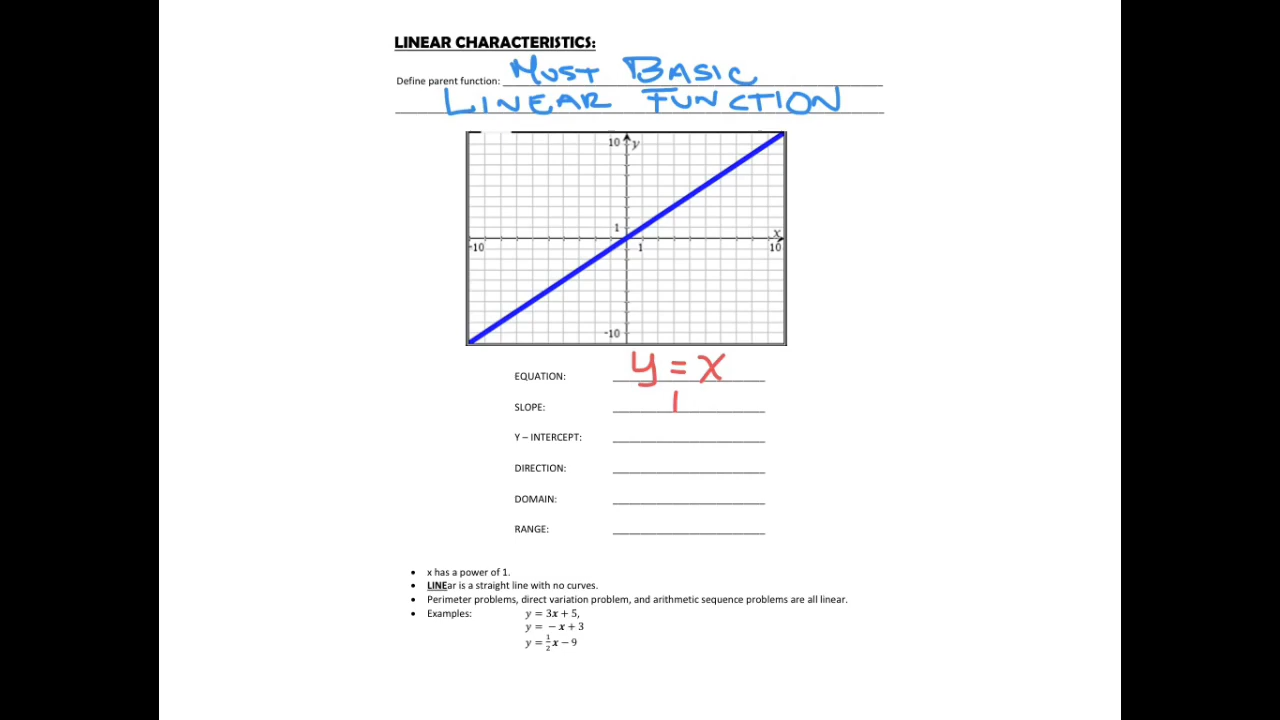 LINEAR CHARACTERISTICS:
Define parent function: MOST BASIC
LINEAR FUNCTION
10 y
1
x
-10 1 10
-10
EQUATION: y = x
SLOPE: 1
Y – INTERCEPT:
DIRECTION:
DOMAIN:
RANGE:
• x has a power of 1.
• LINEar is a straight line with no curves.
• Perimeter problems, direct variation problem, and arithmetic sequence problems are all linear.
• Examples: y = 3x + 5,
y = − x + 3
y = 1/2 x − 9